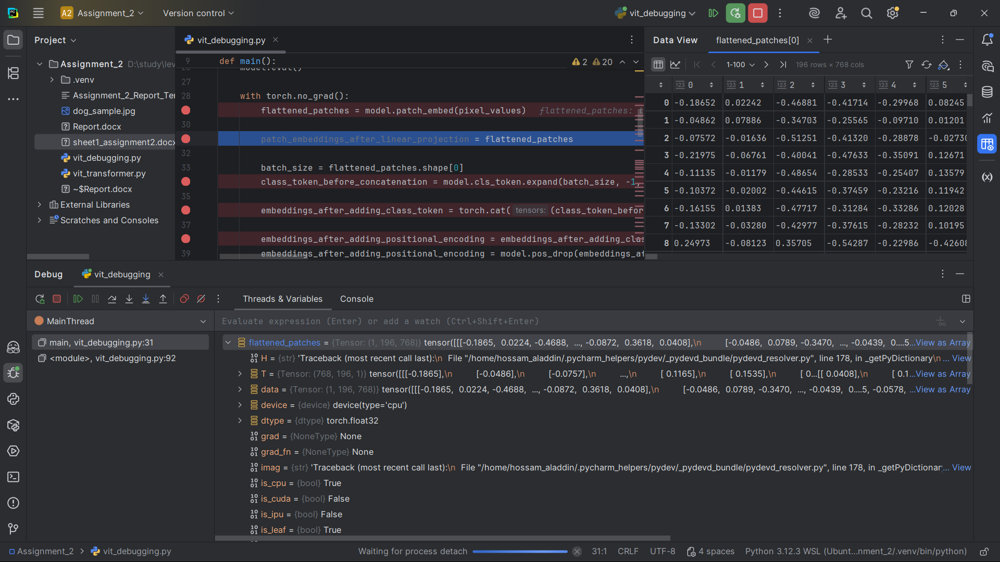 A2 Assignment_2 Version control vit_debugging
Project
Assignment_2 D:\study\lev
.venv
Assignment_2_Report_Te
dog_sample.jpg
Report.docx
sheet1_assignment2.docx
vit_debugging.py
vit_transformer.py
~$Report.docx
External Libraries
Scratches and Consoles
vit_debugging.py
9 def main():
2 20
model.eval()
27
28 with torch.no_grad():
flattened_patches = model.patch_embed(pixel_values) flattened_patches: t
30
patch_embeddings_after_linear_projection = flattened_patches
32
33 batch_size = flattened_patches.shape[0]
class_token_before_concatenation = model.cls_token.expand(batch_size, -1,
35
embeddings_after_adding_class_token = torch.cat( tensors: (class_token_befor
37
embeddings_after_adding_positional_encoding = embeddings_after_adding_clas
39 embeddings_after_adding_positional_encoding = model.pos_drop(embeddings_af
Data View flattened_patches[0]
1-100 196 rows × 768 cols
123 0 123 1 123 2 123 3 123 4 123 5
0 -0.18652 0.02242 -0.46881 -0.41714 -0.29968 0.08245
1 -0.04862 0.07886 -0.34703 -0.25565 -0.09710 0.01201
2 -0.07572 -0.01636 -0.51251 -0.41320 -0.28878 -0.02730
3 -0.21975 -0.06761 -0.40041 -0.47633 -0.35091 0.12671
4 -0.11135 -0.01179 -0.48654 -0.28533 -0.25407 0.13579
5 -0.10372 -0.02002 -0.44615 -0.37459 -0.23216 0.11942
6 -0.16155 0.01383 -0.47717 -0.31284 -0.33286 0.12028
7 -0.13302 -0.03280 -0.42977 -0.37615 -0.28232 0.10195
8 0.24973 -0.08123 0.35705 -0.54287 -0.22986 -0.42608
Debug vit_debugging
Threads & Variables Console
MainThread
main, vit_debugging.py:31
<module>, vit_debugging.py:92
Evaluate expression (Enter) or add a watch (Ctrl+Shift+Enter)
flattened_patches = {Tensor: (1, 196, 768)} tensor([[[-0.1865, 0.0224, -0.4688, ..., -0.0872, 0.3618, 0.0408],\n [-0.0486, 0.0789, -0.3470, ..., -0.0439, 0....5...View as Array
H = {str} 'Traceback (most recent call last):\n File "/home/hossam_aladdin/.pycharm_helpers/pydev/_pydevd_bundle/pydevd_resolver.py", line 178, in _getPyDictionary\n ... View
T = {Tensor: (768, 196, 1)} tensor([[[-0.1865],\n [-0.0486],\n [-0.0757],\n ...,\n [ 0.1165],\n [ 0.1535],\n [ 0...[[ 0.0408],\n [ 0.1...View as Array
data = {Tensor: (1, 196, 768)} tensor([[[-0.1865, 0.0224, -0.4688, ..., -0.0872, 0.3618, 0.0408],\n [-0.0486, 0.0789, -0.3470, ..., -0.0439, 0....5, -0.0578, ...View as Array
device = {device} device(type='cpu')
dtype = {dtype} torch.float32
grad = {NoneType} None
grad_fn = {NoneType} None
imag = {str} 'Traceback (most recent call last):\n File "/home/hossam_aladdin/.pycharm_helpers/pydev/_pydevd_bundle/pydevd_resolver.py", line 178, in _getPyDictionar... View
is_cpu = {bool} True
is_cuda = {bool} False
is_ipu = {bool} False
is_leaf = {bool} True
Assignment_2 > vit_debugging.py Waiting for process detach 31:1 CRLF UTF-8 4 spaces Python 3.12.3 WSL (Ubunt...nment_2/.venv/bin/python)